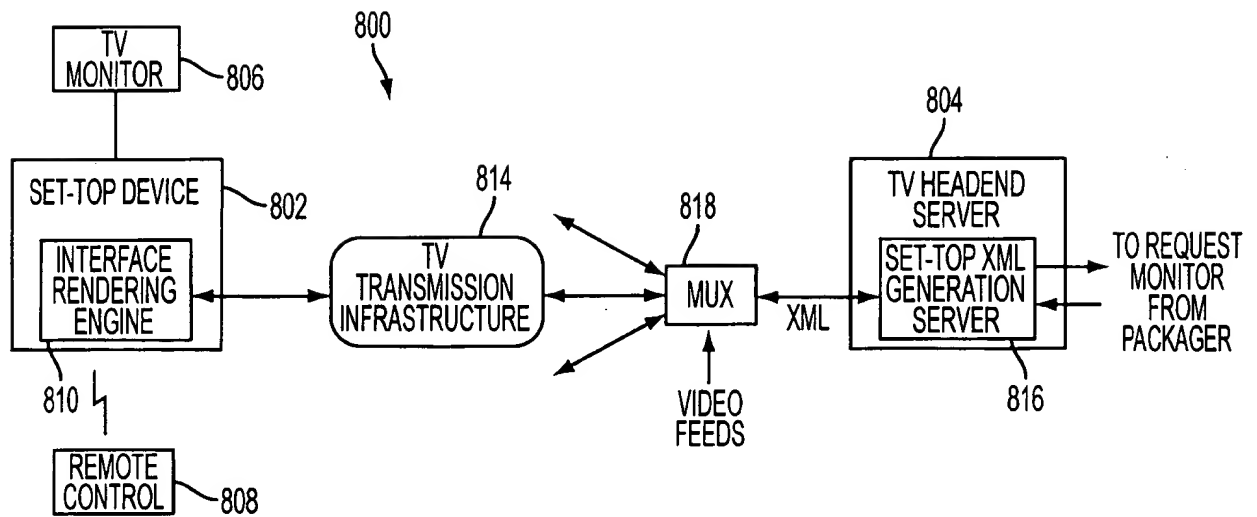 TV
MONITOR
806
800
SET-TOP DEVICE
802
INTERFACE
RENDERING
ENGINE
810
REMOTE
CONTROL
808
814
TV
TRANSMISSION
INFRASTRUCTURE
818
MUX
XML
VIDEO
FEEDS
804
TV HEADEND
SERVER
SET-TOP XML
GENERATION
SERVER
816
TO REQUEST
MONITOR
FROM
PACKAGER